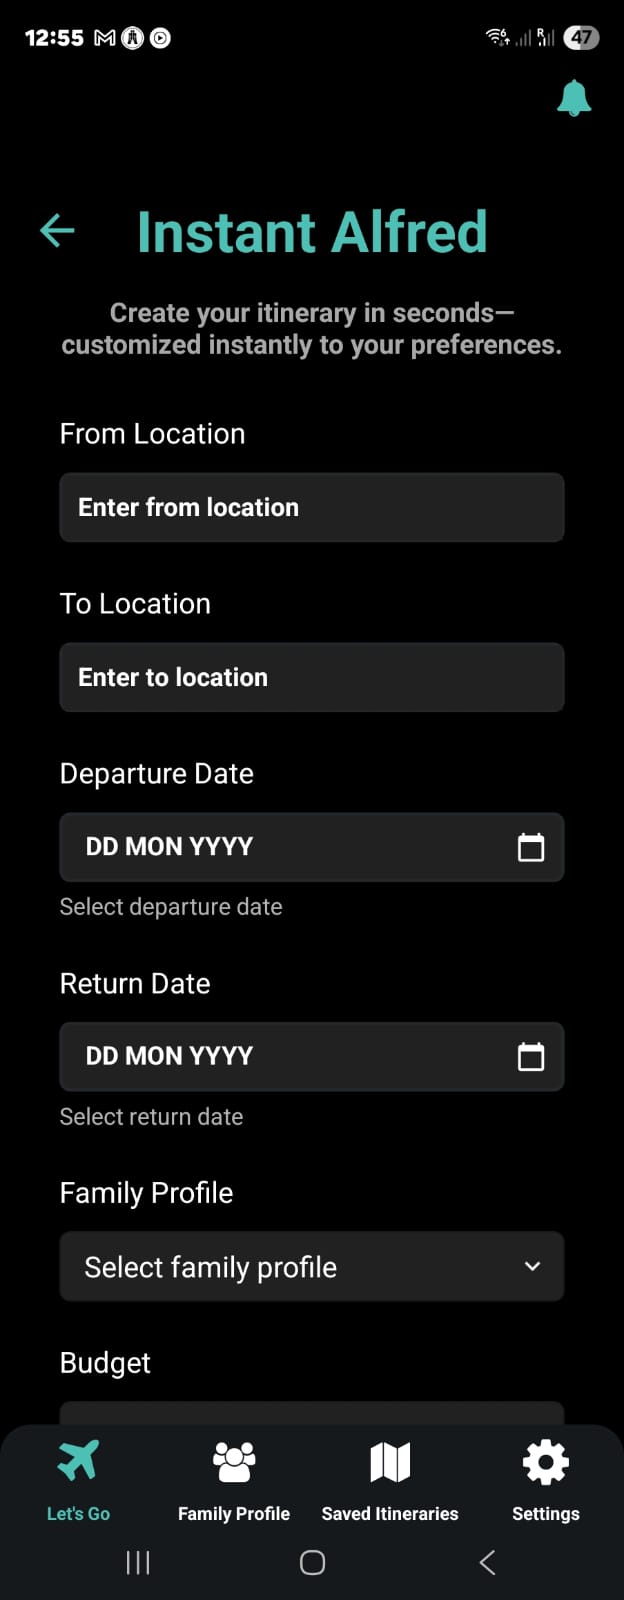 12:55
6
R
47
Instant Alfred
Create your itinerary in seconds—
customized instantly to your preferences.
From Location
Enter from location
To Location
Enter to location
Departure Date
DD MON YYYY
Select departure date
Return Date
DD MON YYYY
Select return date
Family Profile
Select family profile
Budget
Let's Go
Family Profile
Saved Itineraries
Settings